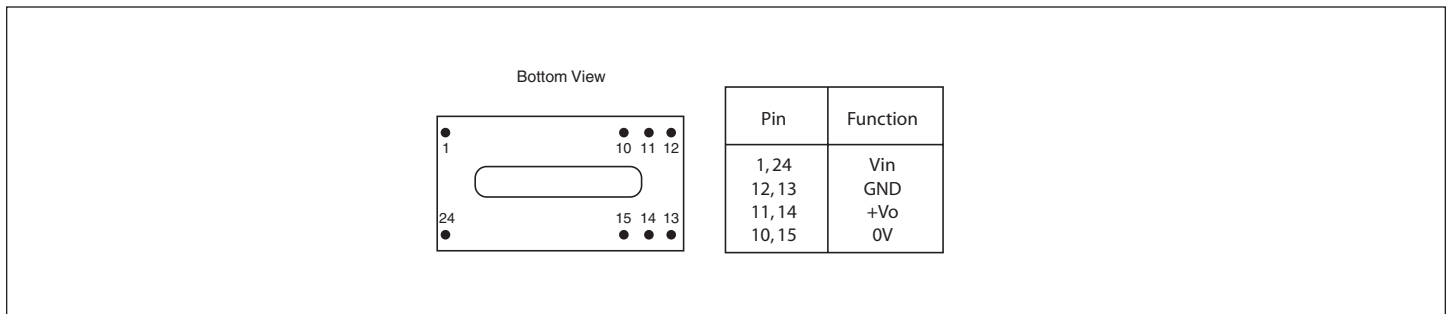 Bottom View
1
10 11 12
24
15 14 13
Pin Function
1,24 Vin
12,13 GND
11,14 +Vo
10,15 0V